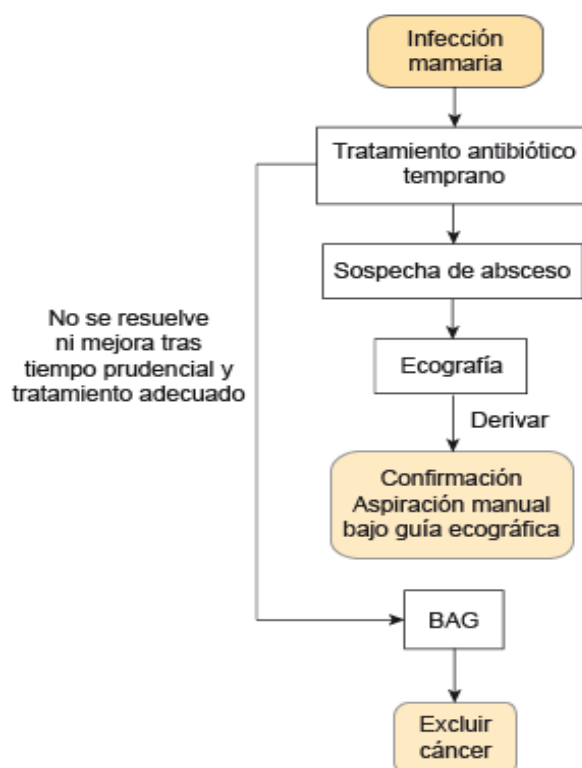 Infección
mamaria
Tratamiento antibiótico
temprano
Sospecha de absceso
No se resuelve
ni mejora tras
tiempo prudencial y
tratamiento adecuado
Ecografía
Derivar
Confirmación
Aspiración manual
bajo guía ecográfica
BAG
Excluir
cáncer